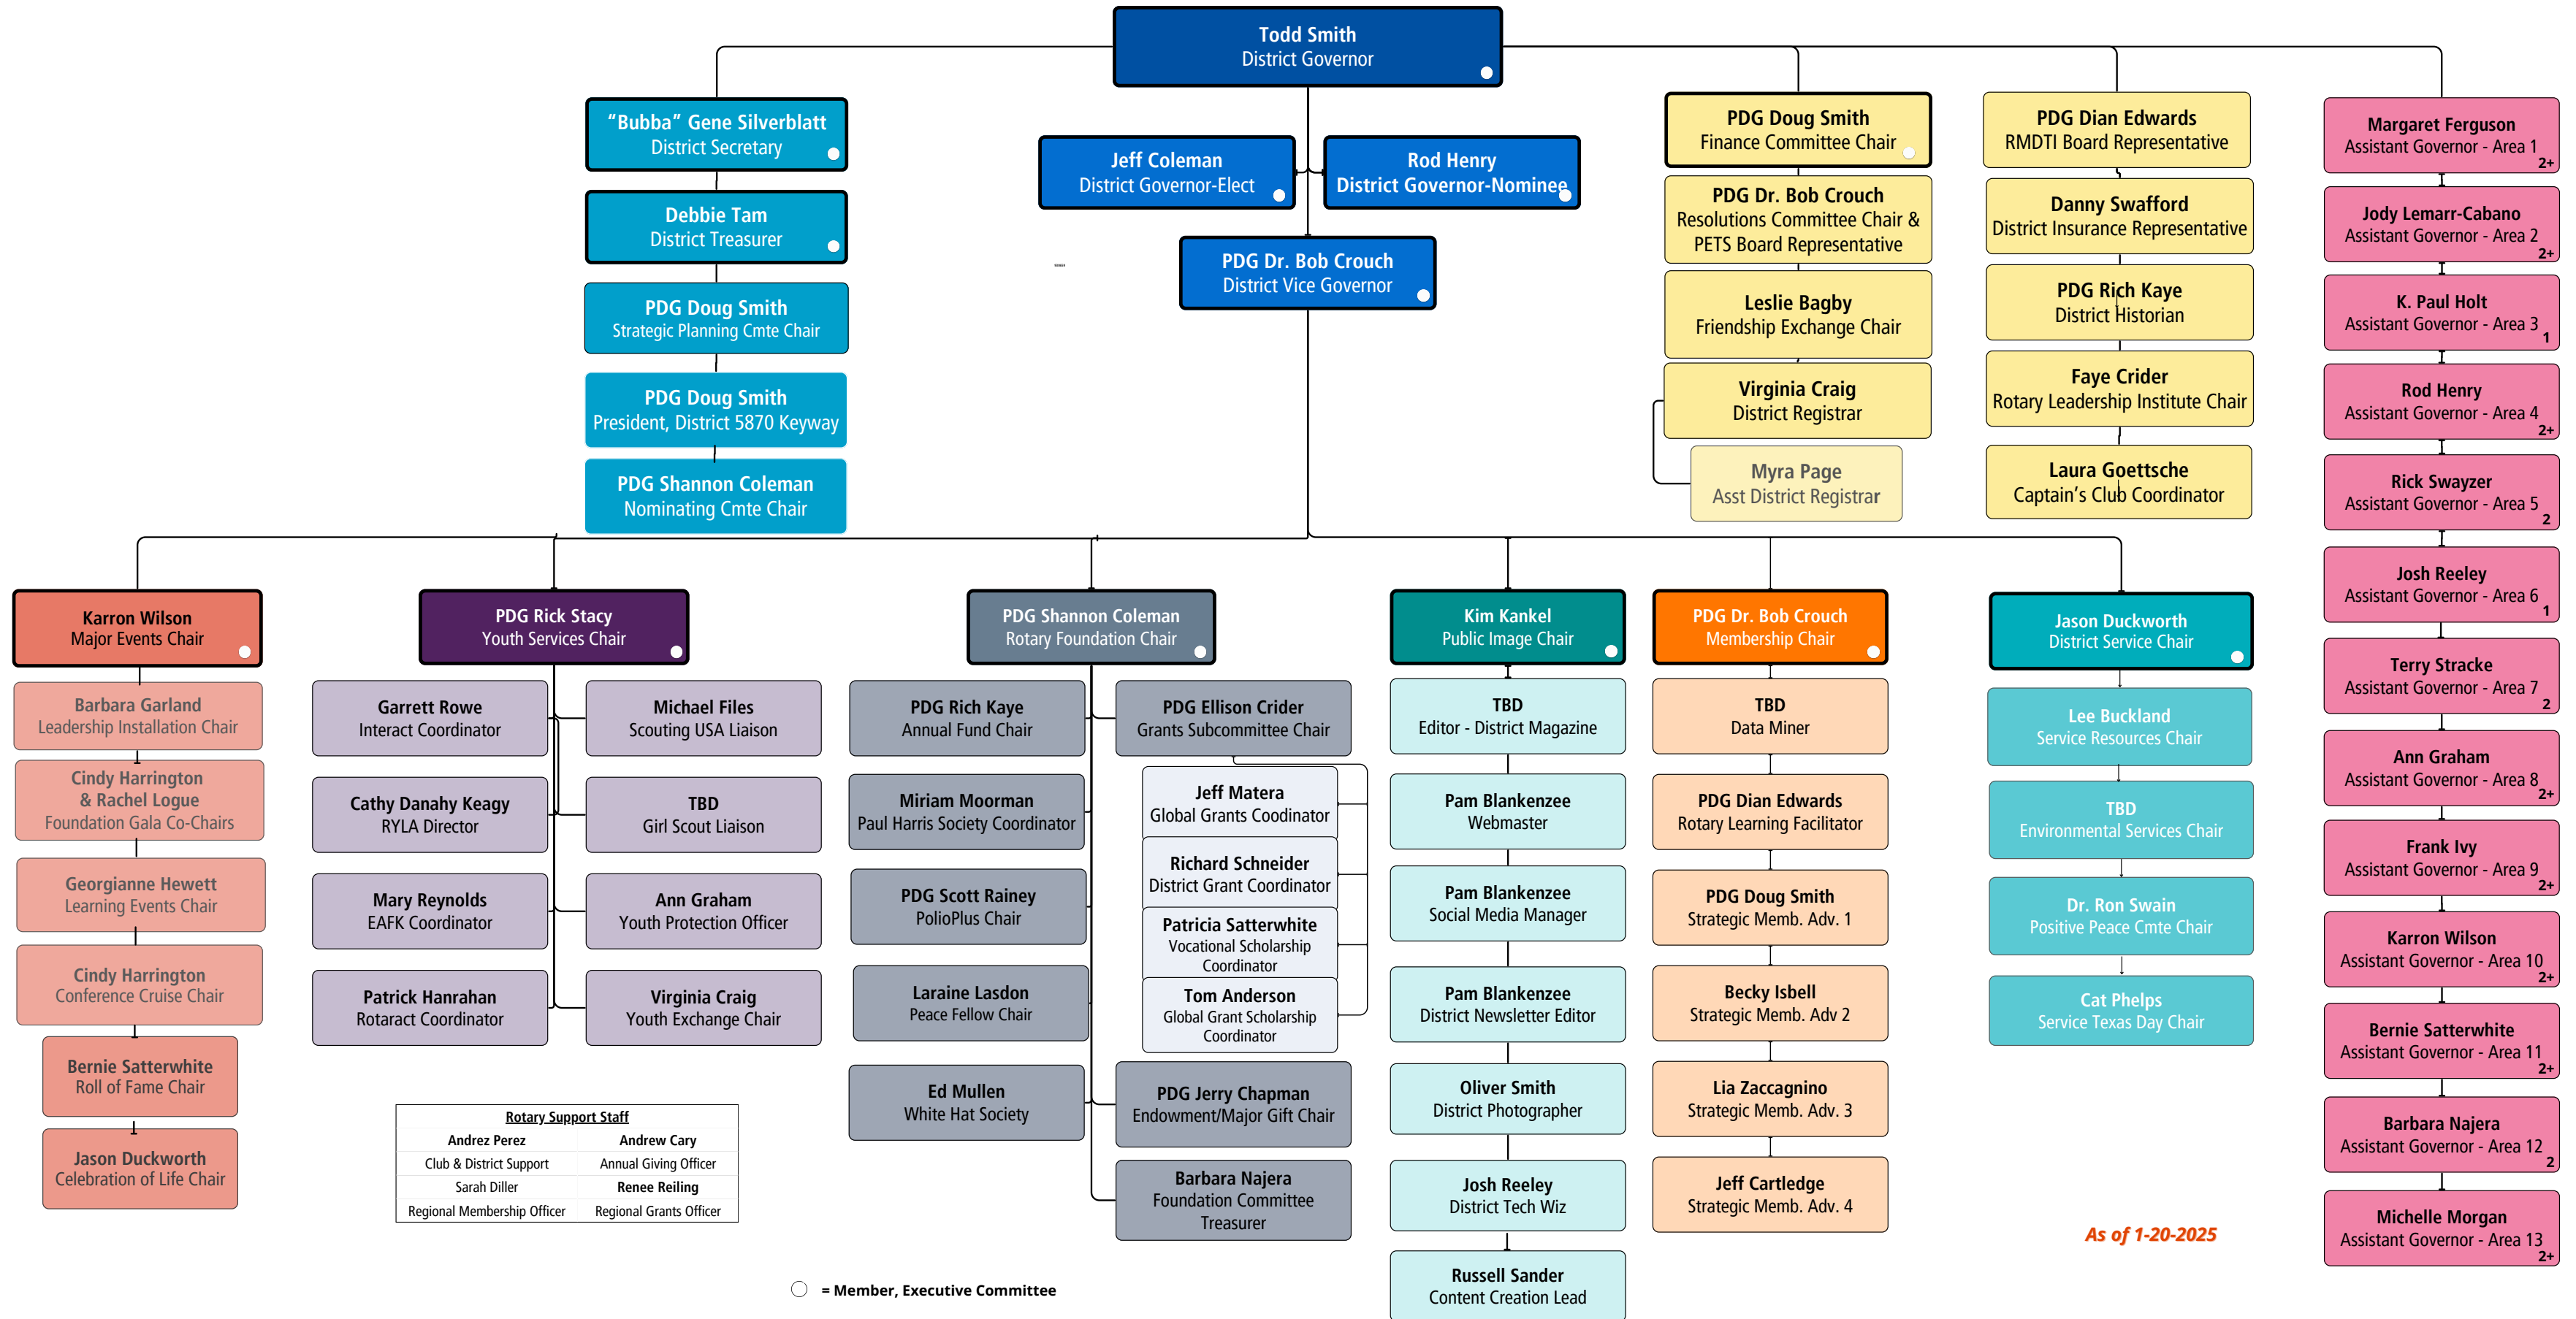 Todd Smith
District Governor
“Bubba” Gene Silverblatt
District Secretary
Debbie Tam
District Treasurer
PDG Doug Smith
Strategic Planning Cmte Chair
PDG Doug Smith
President, District 5870 Keyway
PDG Shannon Coleman
Nominating Cmte Chair
Jeff Coleman
District Governor-Elect
Rod Henry
District Governor-Nominee
PDG Dr. Bob Crouch
District Vice Governor
PDG Doug Smith
Finance Committee Chair
PDG Dr. Bob Crouch
Resolutions Committee Chair &
PETS Board Representative
Leslie Bagby
Friendship Exchange Chair
Virginia Craig
District Registrar
Myra Page
Asst District Registrar
PDG Dian Edwards
RMDTI Board Representative
Danny Swafford
District Insurance Representative
PDG Rich Kaye
District Historian
Faye Crider
Rotary Leadership Institute Chair
Laura Goettsche
Captain’s Club Coordinator
Margaret Ferguson
Assistant Governor - Area 1
2+
Jody Lemarr-Cabano
Assistant Governor - Area 2
2+
K. Paul Holt
Assistant Governor - Area 3
1
Rod Henry
Assistant Governor - Area 4
2+
Rick Swayzer
Assistant Governor - Area 5
2
Josh Reeley
Assistant Governor - Area 6
1
Terry Stracke
Assistant Governor - Area 7
2
Ann Graham
Assistant Governor - Area 8
2+
Frank Ivy
Assistant Governor - Area 9
2+
Karron Wilson
Assistant Governor - Area 10
2+
Bernie Satterwhite
Assistant Governor - Area 11
2+
Barbara Najera
Assistant Governor - Area 12
2
Michelle Morgan
Assistant Governor - Area 13
2+
Karron Wilson
Major Events Chair
Barbara Garland
Leadership Installation Chair
Cindy Harrington
& Rachel Logue
Foundation Gala Co-Chairs
Georgianne Hewett
Learning Events Chair
Cindy Harrington
Conference Cruise Chair
Bernie Satterwhite
Roll of Fame Chair
Jason Duckworth
Celebration of Life Chair
PDG Rick Stacy
Youth Services Chair
Garrett Rowe
Interact Coordinator
Michael Files
Scouting USA Liaison
Cathy Danahy Keagy
RYLA Director
TBD
Girl Scout Liaison
Mary Reynolds
EAFK Coordinator
Ann Graham
Youth Protection Officer
Patrick Hanrahan
Rotaract Coordinator
Virginia Craig
Youth Exchange Chair
PDG Shannon Coleman
Rotary Foundation Chair
PDG Rich Kaye
Annual Fund Chair
PDG Ellison Crider
Grants Subcommittee Chair
Miriam Moorman
Paul Harris Society Coordinator
Jeff Matera
Global Grants Coodinator
Richard Schneider
District Grant Coordinator
PDG Scott Rainey
PolioPlus Chair
Patricia Satterwhite
Vocational Scholarship
Coordinator
Laraine Lasdon
Peace Fellow Chair
Tom Anderson
Global Grant Scholarship
Coordinator
Ed Mullen
White Hat Society
PDG Jerry Chapman
Endowment/Major Gift Chair
Barbara Najera
Foundation Committee
Treasurer
Kim Kankel
Public Image Chair
TBD
Editor - District Magazine
Pam Blankenzee
Webmaster
Pam Blankenzee
Social Media Manager
Pam Blankenzee
District Newsletter Editor
Oliver Smith
District Photographer
Josh Reeley
District Tech Wiz
Russell Sander
Content Creation Lead
PDG Dr. Bob Crouch
Membership Chair
TBD
Data Miner
PDG Dian Edwards
Rotary Learning Facilitator
PDG Doug Smith
Strategic Memb. Adv. 1
Becky Isbell
Strategic Memb. Adv 2
Lia Zaccagnino
Strategic Memb. Adv. 3
Jeff Cartledge
Strategic Memb. Adv. 4
Jason Duckworth
District Service Chair
Lee Buckland
Service Resources Chair
TBD
Environmental Services Chair
Dr. Ron Swain
Positive Peace Cmte Chair
Cat Phelps
Service Texas Day Chair
Rotary Support Staff
Andrez Perez
Andrew Cary
Club & District Support
Annual Giving Officer
Sarah Diller
Renee Reiling
Regional Membership Officer
Regional Grants Officer
= Member, Executive Committee
As of 1-20-2025